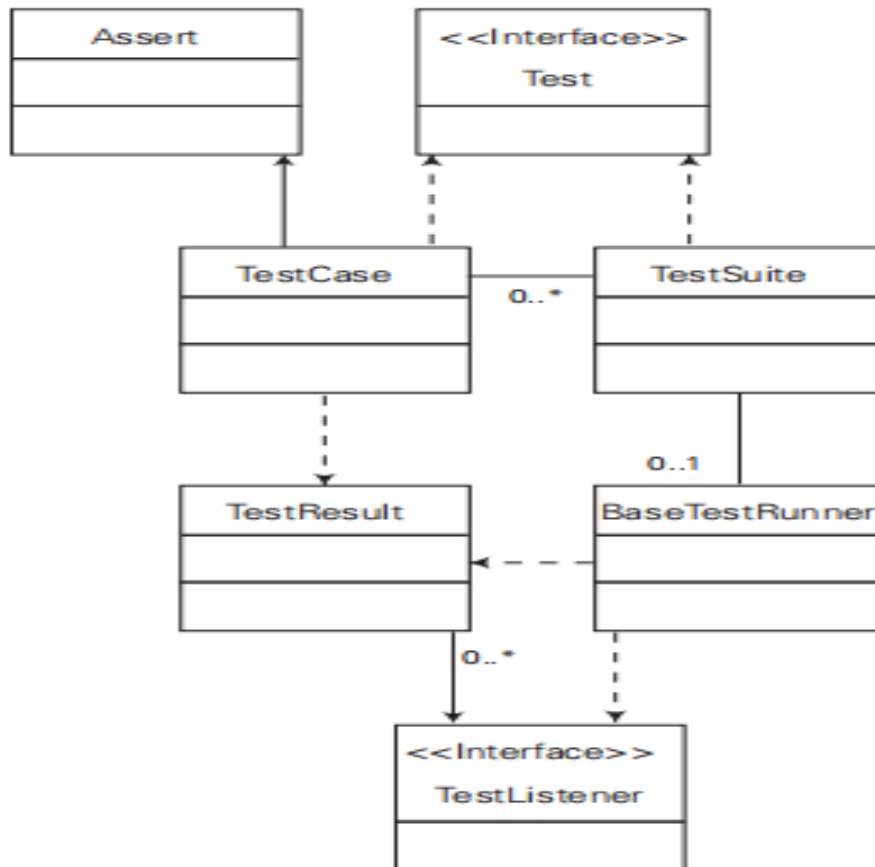 Assert
<<Interface>>
Test
TestCase
0..*
TestSuite
0..1
TestResult
BaseTestRunner
0..*
<<Interface>>
TestListener